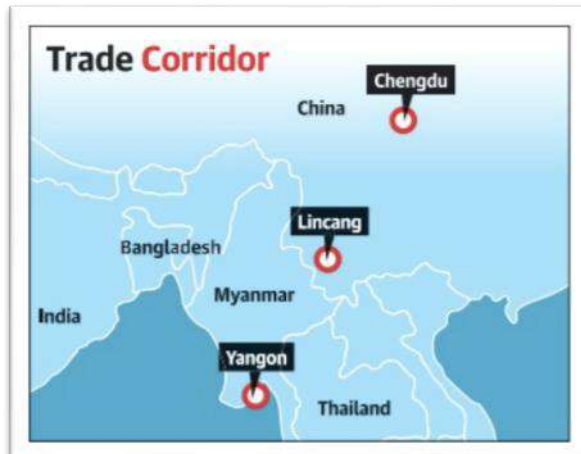 Trade Corridor
Chengdu
China
Lincang
Bangladesh
Myanmar
India
Yangon
Thailand